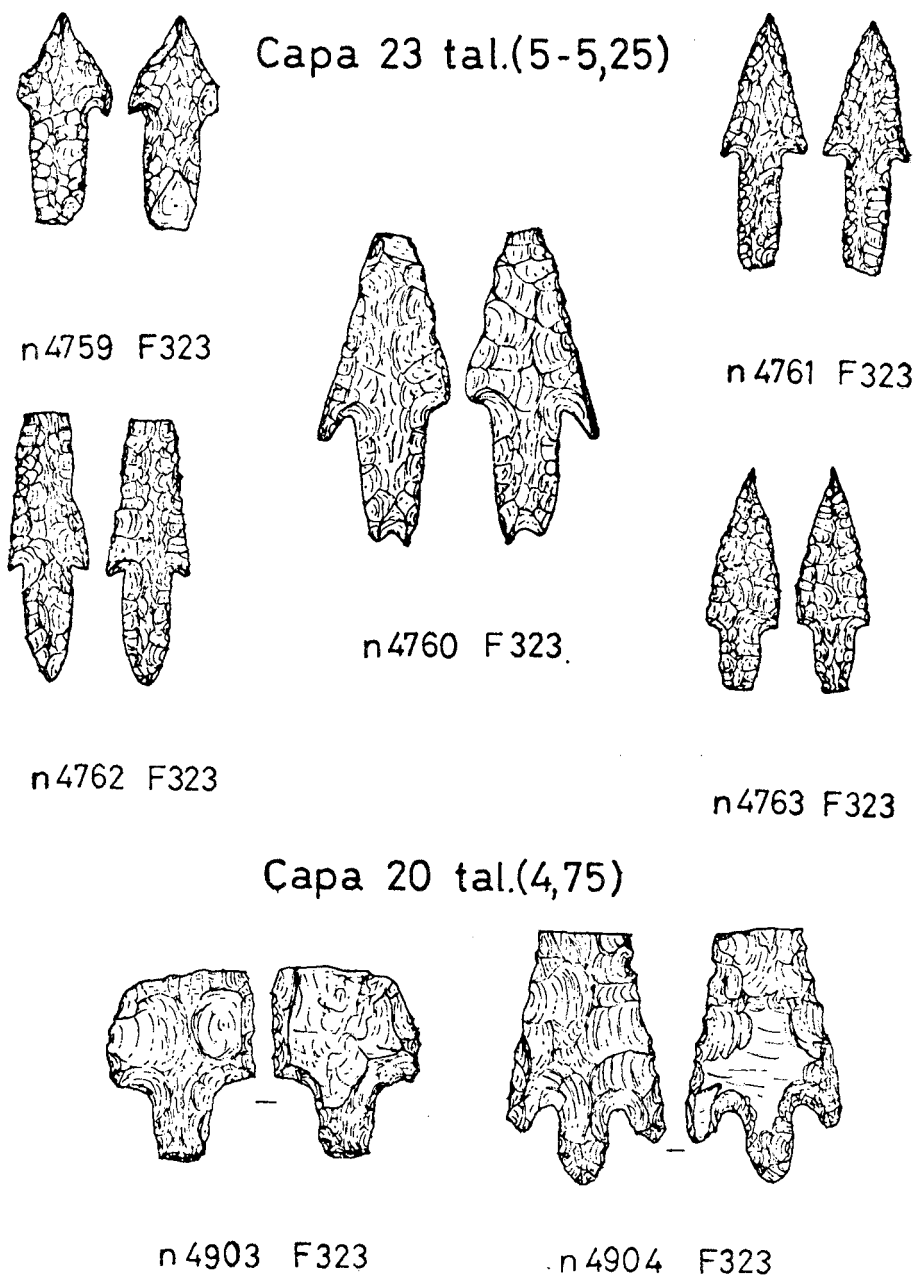 Capa 23 tal.(5-5,25)
n4759 F323
n4761 F323
n4760 F323.
n4762 F323
n4763 F323
Capa 20 tal.(4,75)
n4903 F323
n4904 F323